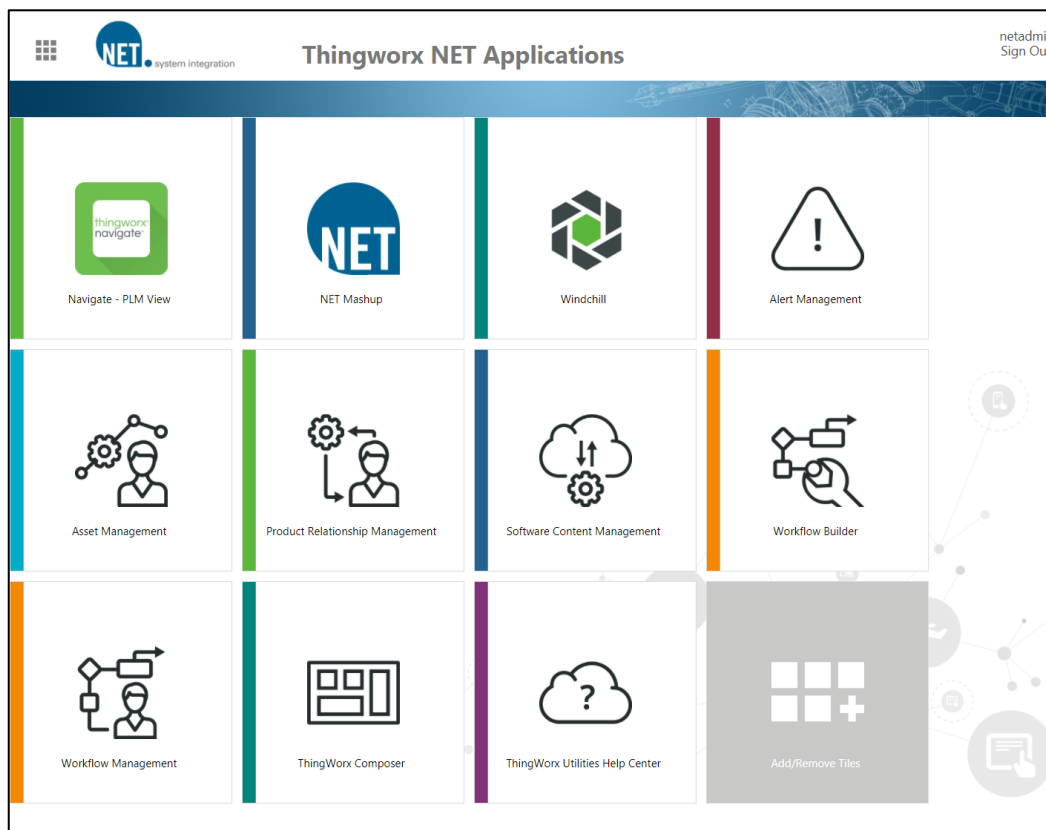 NET
system integration
Thingworx NET Applications
netadmi
Sign Ou
thingworx
navigate
Navigate - PLM View
NET
NET Mashup
Windchill
!
Alert Management
Asset Management
Product Relationship Management
Software Content Management
Workflow Builder
Workflow Management
ThingWorx Composer
?
ThingWorx Utilities Help Center
Add/Remove Tiles